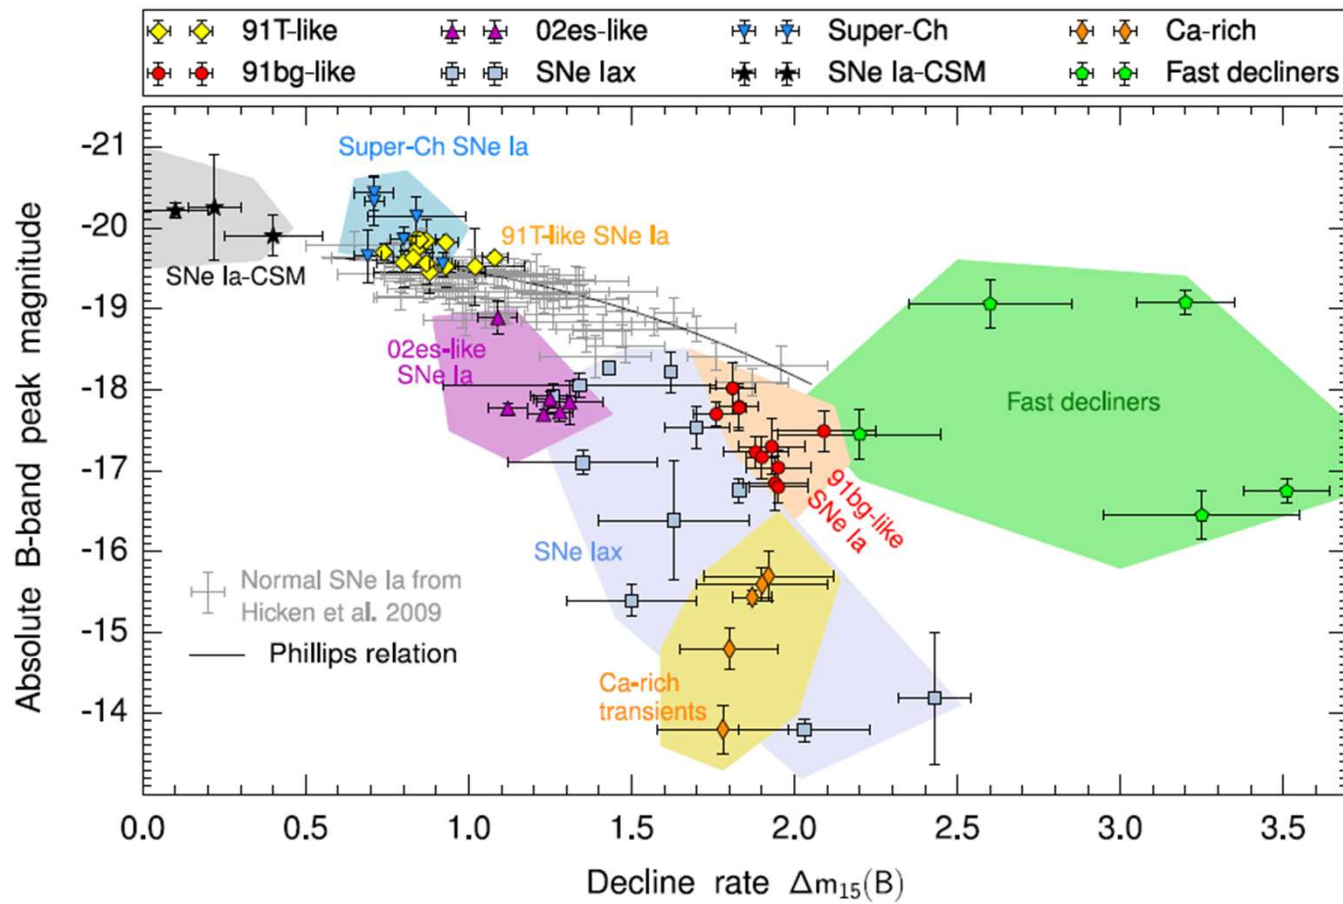 91T-like 02es-like Super-Ch Ca-rich
91bg-like SNe Iax SNe Ia-CSM Fast decliners
-21
Super-Ch SNe Ia
-20
91T-like SNe Ia
SNe Ia-CSM
-19
02es-like
SNe Ia
-18
Fast decliners
-17
91bg-like
SNe Ia
-16
SNe Iax
Normal SNe Ia from
Hicken et al. 2009
-15
Phillips relation
Ca-rich
transients
-14
0.0 0.5 1.0 1.5 2.0 2.5 3.0 3.5
Decline rate Δm₁₅(B)
Absolute B-band peak magnitude